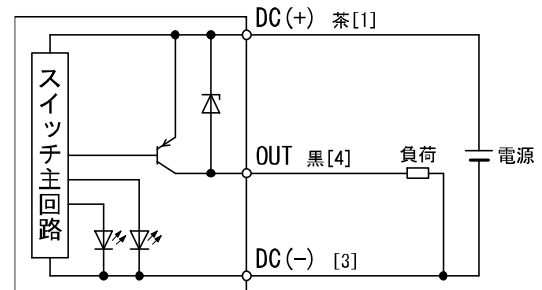 DC(+) 茶[1]
スイッチ主回路
OUT 黒[4]
負荷
電源
DC(−) [3]